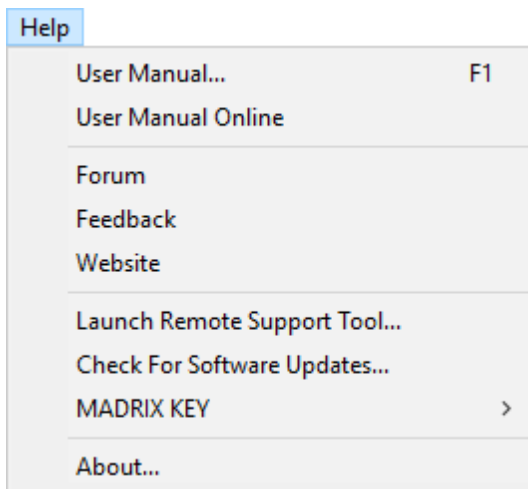 Help
User Manual... F1
User Manual Online
Forum
Feedback
Website
Launch Remote Support Tool...
Check For Software Updates...
MADRIX KEY >
About...